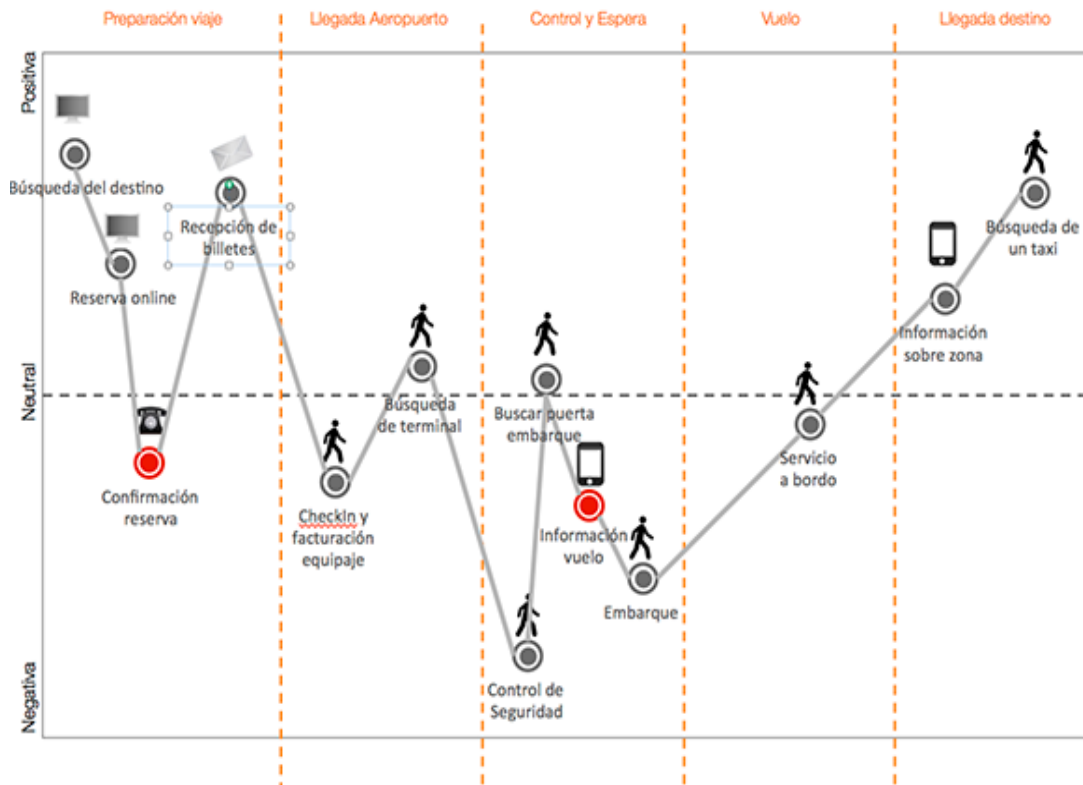 Preparación viaje
Llegada Aeropuerto
Control y Espera
Vuelo
Llegada destino
Positiva
Neutral
Negativa
Búsqueda del destino
Reserva online
Confirmación
reserva
Recepción de
billetes
CheckIn y
facturación
equipaje
Búsqueda
de terminal
Control de
Seguridad
Buscar puerta
embarque
Información
vuelo
Embarque
Servicio
a bordo
Información
sobre zona
Búsqueda de
un taxi